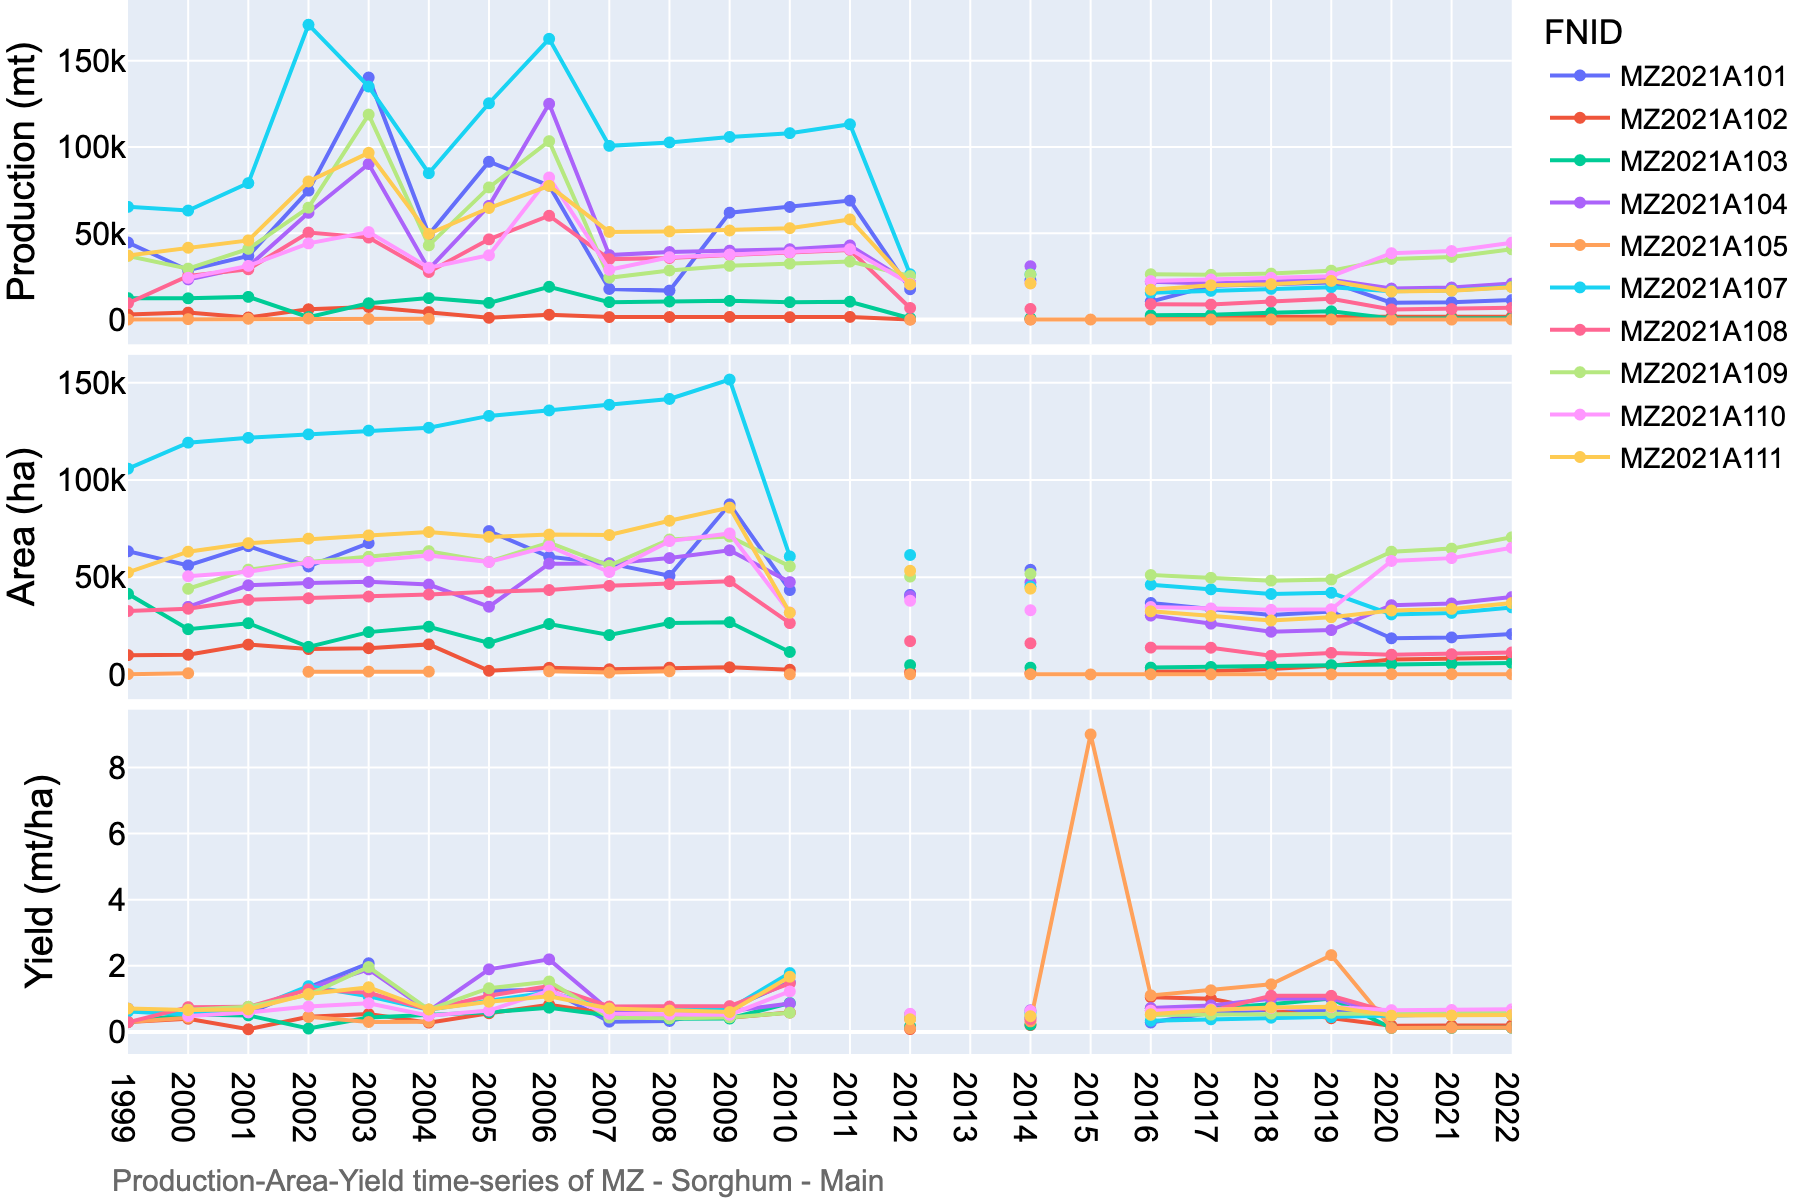 Production (mt)
150k
100k
50k
0
Area (ha)
150k
100k
50k
0
Yield (mt/ha)
8
6
4
2
0
1999
2000
2001
2002
2003
2004
2005
2006
2007
2008
2009
2010
2011
2012
2013
2014
2015
2016
2017
2018
2019
2020
2021
2022
FNID
MZ2021A101
MZ2021A102
MZ2021A103
MZ2021A104
MZ2021A105
MZ2021A107
MZ2021A108
MZ2021A109
MZ2021A110
MZ2021A111
Production-Area-Yield time-series of MZ - Sorghum - Main